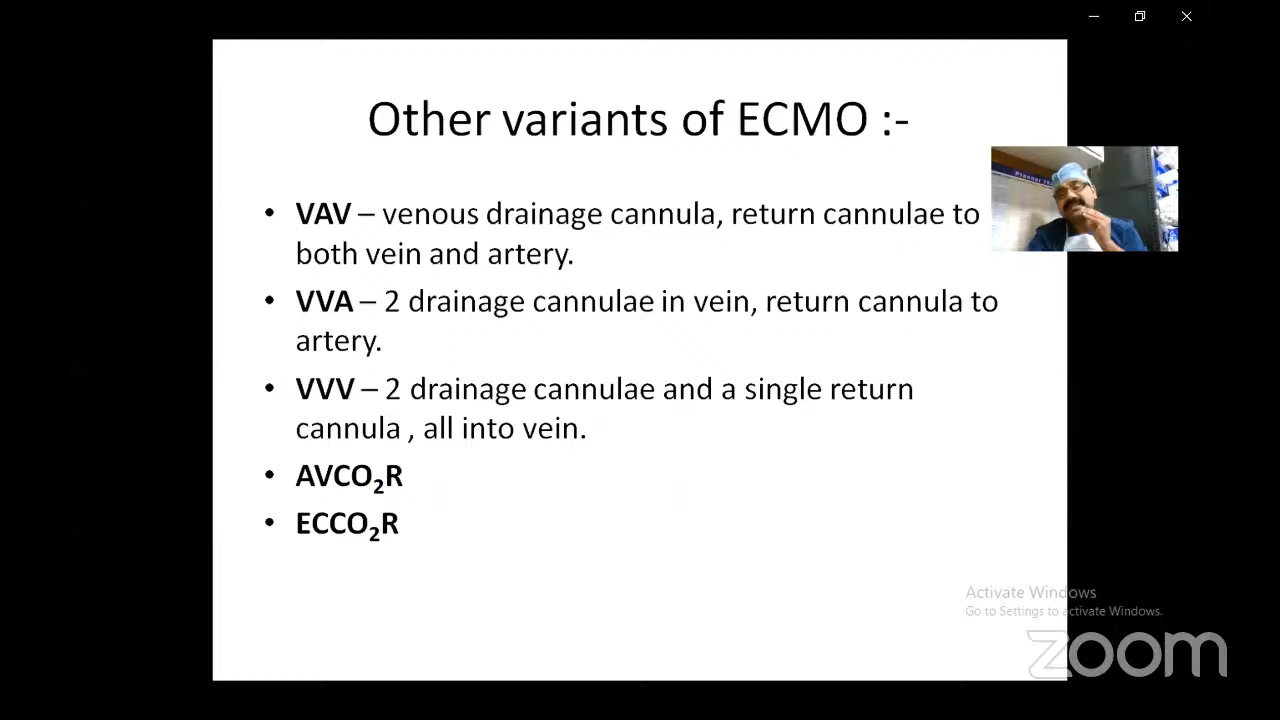 Other variants of ECMO :-
• VAV – venous drainage cannula, return cannulae to
both vein and artery.
• VVA – 2 drainage cannulae in vein, return cannula to
artery.
• VVV – 2 drainage cannulae and a single return
cannula , all into vein.
• AVCO₂R
• ECCO₂R
Planner
Activate Windows
Go to Settings to activate Windows.
zoom